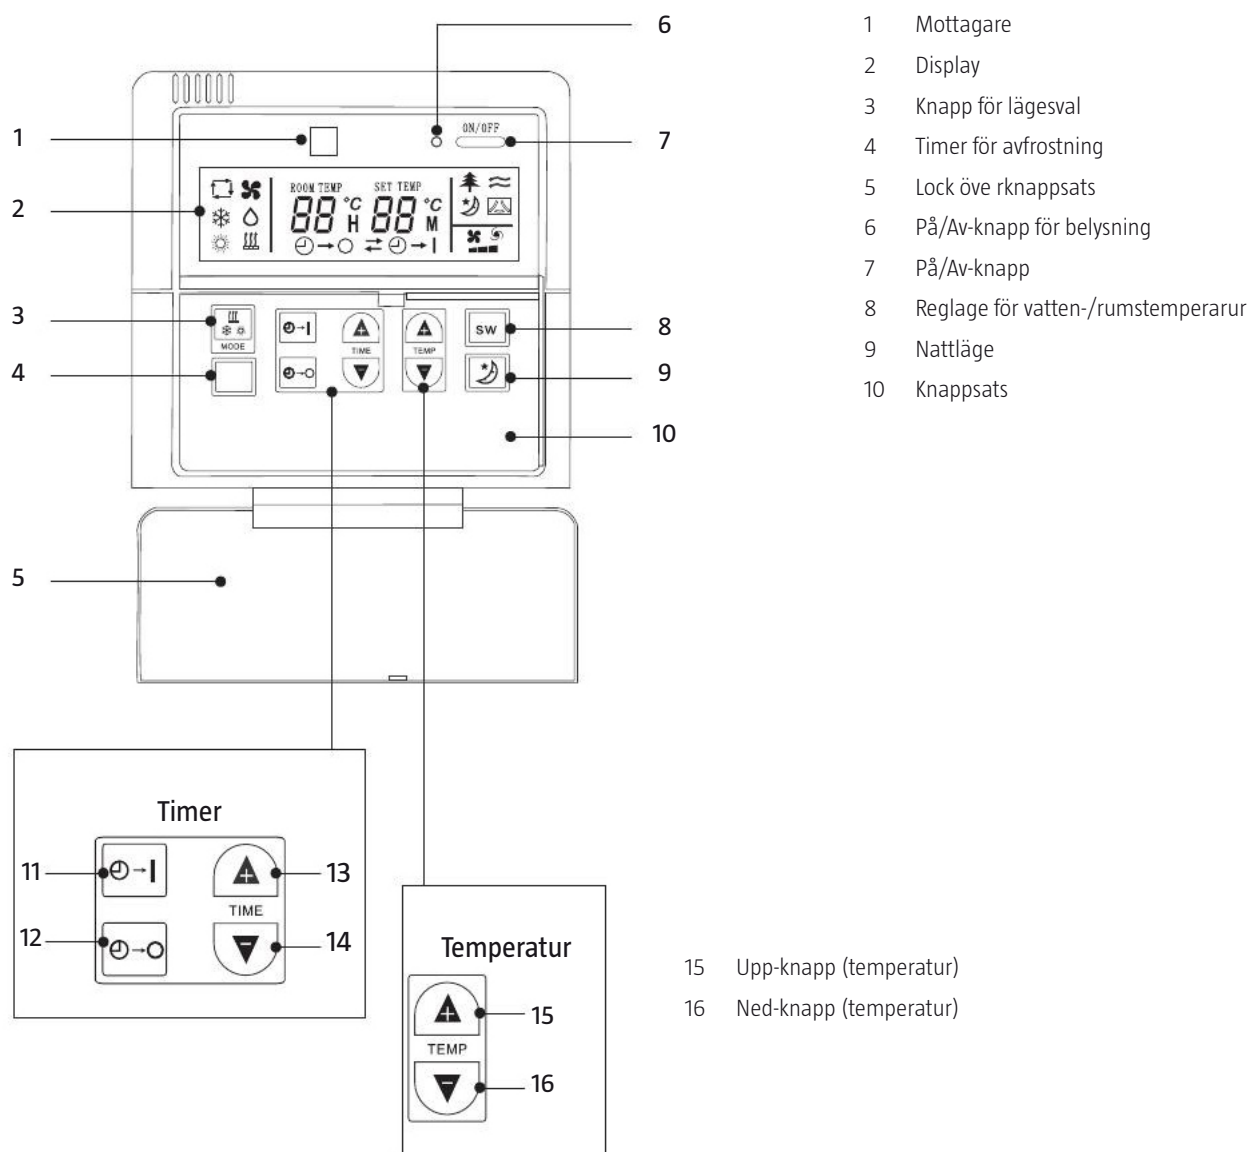 6
1 Mottagare
2 Display
3 Knapp för lägesval
4 Timer för avfrostning
5 Lock öve rknappsats
6 På/Av-knapp för belysning
7 På/Av-knapp
8 Reglage för vatten-/rumstemperarur
9 Nattläge
10 Knappsats
1
ON/OFF
7
2
ROOM TEMP SET TEMP
88 °C H 88 °C M
3
MODE
TIME
TEMP
SW
8
4
9
10
5
Timer
11
13
TIME
12
14
Temperatur
15
TEMP
16
15 Upp-knapp (temperatur)
16 Ned-knapp (temperatur)